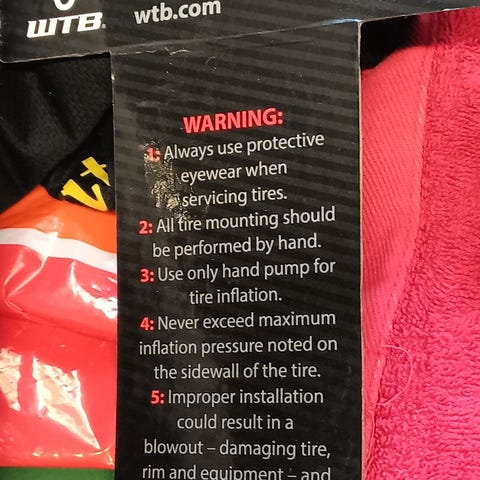 WTB.
wtb.com
WARNING:
1: Always use protective
eyewear when
servicing tires.
2: All tire mounting should
be performed by hand.
3: Use only hand pump for
tire inflation.
4: Never exceed maximum
inflation pressure noted on
the sidewall of the tire.
5: Improper installation
could result in a
blowout – damaging tire,
rim and equipment – and